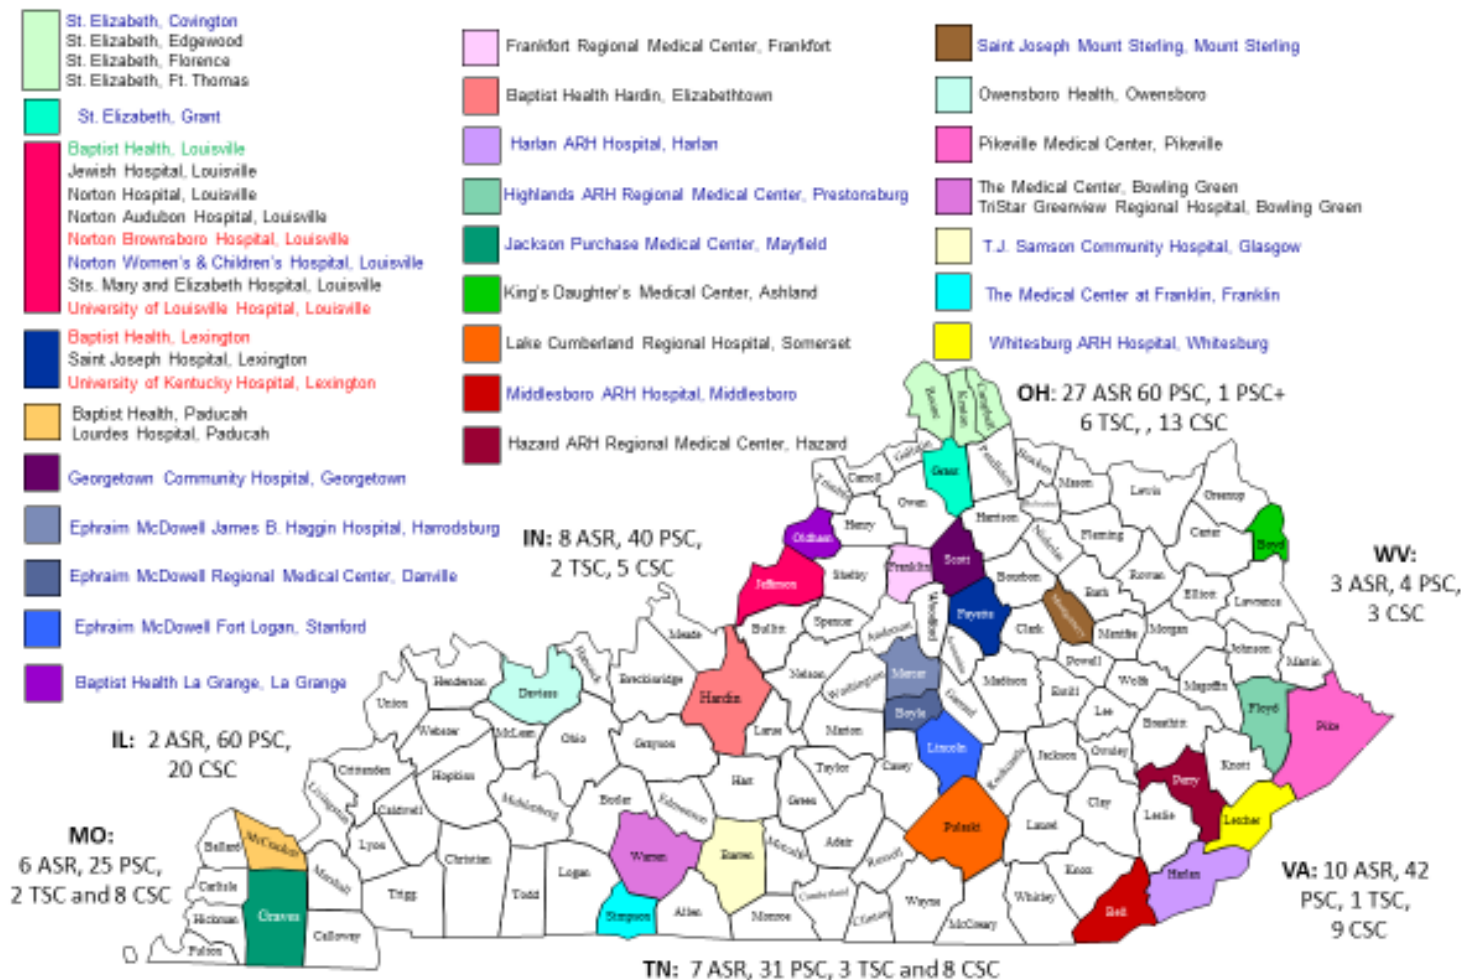 St. Elizabeth, Covington
St. Elizabeth, Edgewood
St. Elizabeth, Florence
St. Elizabeth, Ft. Thomas
St. Elizabeth, Grant
Baptist Health, Louisville
Jewish Hospital, Louisville
Norton Hospital, Louisville
Norton Audubon Hospital, Louisville
Norton Brownsboro Hospital, Louisville
Norton Women's & Children's Hospital, Louisville
Sts. Mary and Elizabeth Hospital, Louisville
University of Louisville Hospital, Louisville
Baptist Health, Lexington
Saint Joseph Hospital, Lexington
University of Kentucky Hospital, Lexington
Baptist Health, Paducah
Lourdes Hospital, Paducah
Georgetown Community Hospital, Georgetown
Ephraim McDowell James B. Haggin Hospital, Harrodsburg
Ephraim McDowell Regional Medical Center, Danville
Ephraim McDowell Fort Logan, Stanford
Baptist Health La Grange, La Grange
Frankfort Regional Medical Center, Frankfort
Baptist Health Hardin, Elizabethtown
Harlan ARH Hospital, Harlan
Highlands ARH Regional Medical Center, Prestonsburg
Jackson Purchase Medical Center, Mayfield
King's Daughter's Medical Center, Ashland
Lake Cumberland Regional Hospital, Somerset
Middlesboro ARH Hospital, Middlesboro
Hazard ARH Regional Medical Center, Hazard
Saint Joseph Mount Sterling, Mount Sterling
Owensboro Health, Owensboro
Pikeville Medical Center, Pikeville
The Medical Center, Bowling Green
TriStar Greenview Regional Hospital, Bowling Green
T.J. Samson Community Hospital, Glasgow
The Medical Center at Franklin, Franklin
Whitesburg ARH Hospital, Whitesburg
OH: 27 ASR 60 PSC, 1 PSC+
6 TSC, , 13 CSC
IN: 8 ASR, 40 PSC,
2 TSC, 5 CSC
WV:
3 ASR, 4 PSC,
3 CSC
IL: 2 ASR, 60 PSC,
20 CSC
MO:
6 ASR, 25 PSC,
2 TSC and 8 CSC
VA: 10 ASR, 42
PSC, 1 TSC,
9 CSC
TN: 7 ASR, 31 PSC, 3 TSC and 8 CSC
Boone
Kenton
Campbell
Gallatin
Grant
Pendleton
Bracken
Mason
Lewis
Greenup
Carroll
Trimble
Owen
Harrison
Fleming
Carter
Boyd
Oldham
Henry
Scott
Nicholas
Rowan
Elliott
Lawrence
Jefferson
Shelby
Franklin
Bourbon
Bath
Montgomery
Fayette
Woodford
Clark
Menifee
Morgan
Johnson
Martin
Meade
Bullitt
Spencer
Anderson
Powell
Wolfe
Magoffin
Floyd
Pike
Hancock
Breckinridge
Hardin
Nelson
Washington
Mercer
Boyle
Garrard
Madison
Estill
Lee
Breathitt
Henderson
Daviess
Union
Webster
McLean
Ohio
Grayson
Larue
Marion
Lincoln
Casey
Rockcastle
Jackson
Owsley
Perry
Knott
Letcher
Crittenden
Hopkins
Muhlenberg
Butler
Edmonson
Hart
Green
Taylor
Pulaski
Laurel
Clay
Leslie
Livingston
Caldwell
Lyon
Christian
Logan
Warren
Barren
Metcalfe
Adair
Russell
Knox
Harlan
Bell
Ballard
McCracken
Carlisle
Graves
Marshall
Hickman
Fulton
Calloway
Trigg
Todd
Simpson
Allen
Monroe
Cumberland
Clinton
Wayne
McCreary
Whitley